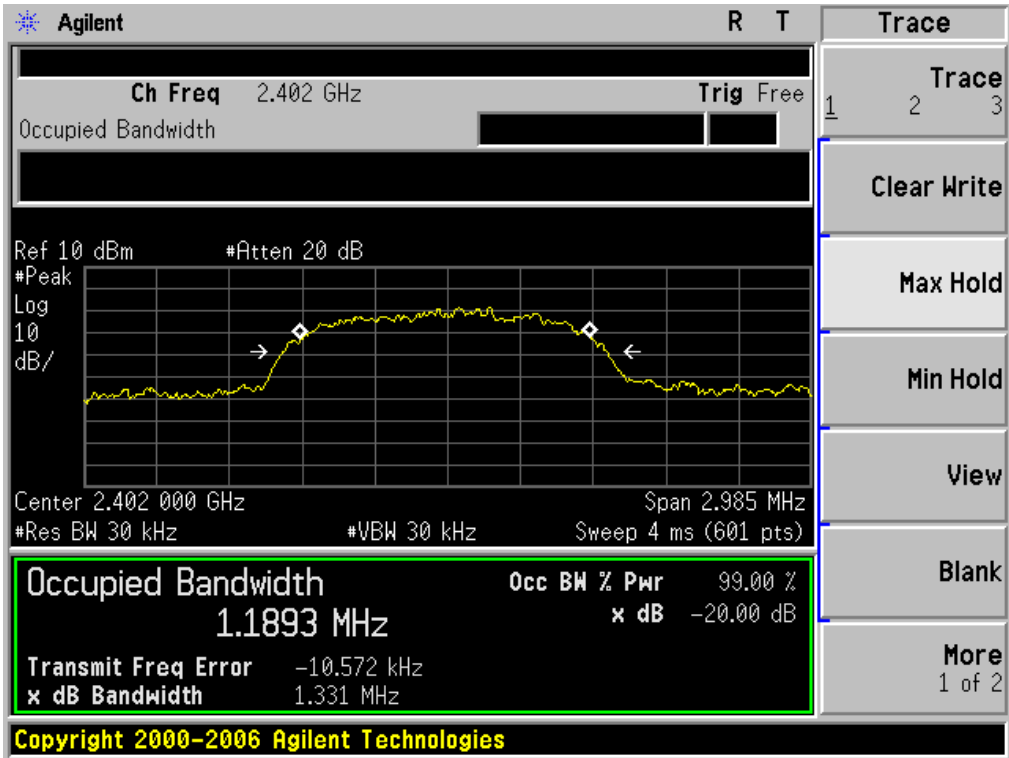 Agilent R T
Ch Freq 2.402 GHz Trig Free
Occupied Bandwidth
Ref 10 dBm #Atten 20 dB
#Peak
Log
10
dB/
Center 2.402 000 GHz Span 2.985 MHz
#Res BW 30 kHz #VBW 30 kHz Sweep 4 ms (601 pts)
Occupied Bandwidth
1.1893 MHz
Occ BW % Pwr 99.00 %
x dB -20.00 dB
Transmit Freq Error -10.572 kHz
x dB Bandwidth 1.331 MHz
Copyright 2000-2006 Agilent Technologies
Trace
Trace
1 2 3
Clear Write
Max Hold
Min Hold
View
Blank
More
1 of 2